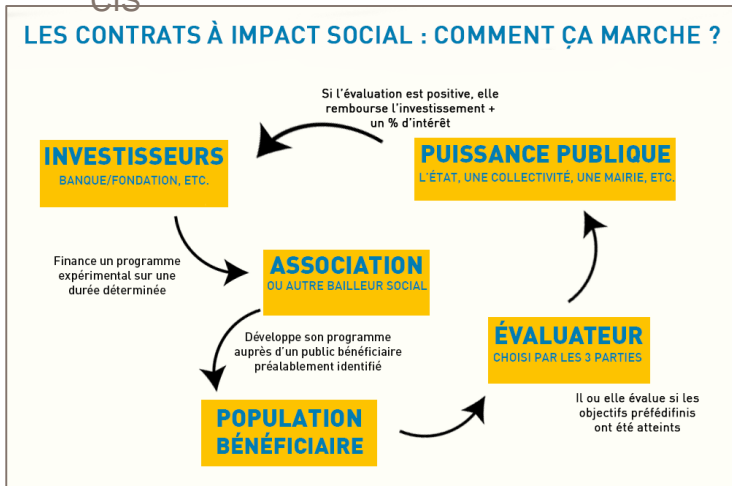 CIS
LES CONTRATS À IMPACT SOCIAL : COMMENT ÇA MARCHE ?
Si l'évaluation est positive, elle
rembourse l'investissement +
un % d'intérêt
INVESTISSEURS
BANQUE/FONDATION, ETC.
PUISSANCE PUBLIQUE
L'ÉTAT, UNE COLLECTIVITÉ, UNE MAIRIE, ETC.
Finance un programme
expérimental sur une
durée déterminée
ASSOCIATION
OU AUTRE BAILLEUR SOCIAL
Développe son programme
auprès d'un public bénéficiaire
préalablement identifié
ÉVALUATEUR
CHOISI PAR LES 3 PARTIES
Il ou elle évalue si les
objectifs préfédifinis
ont été atteints
POPULATION
BÉNÉFICIAIRE